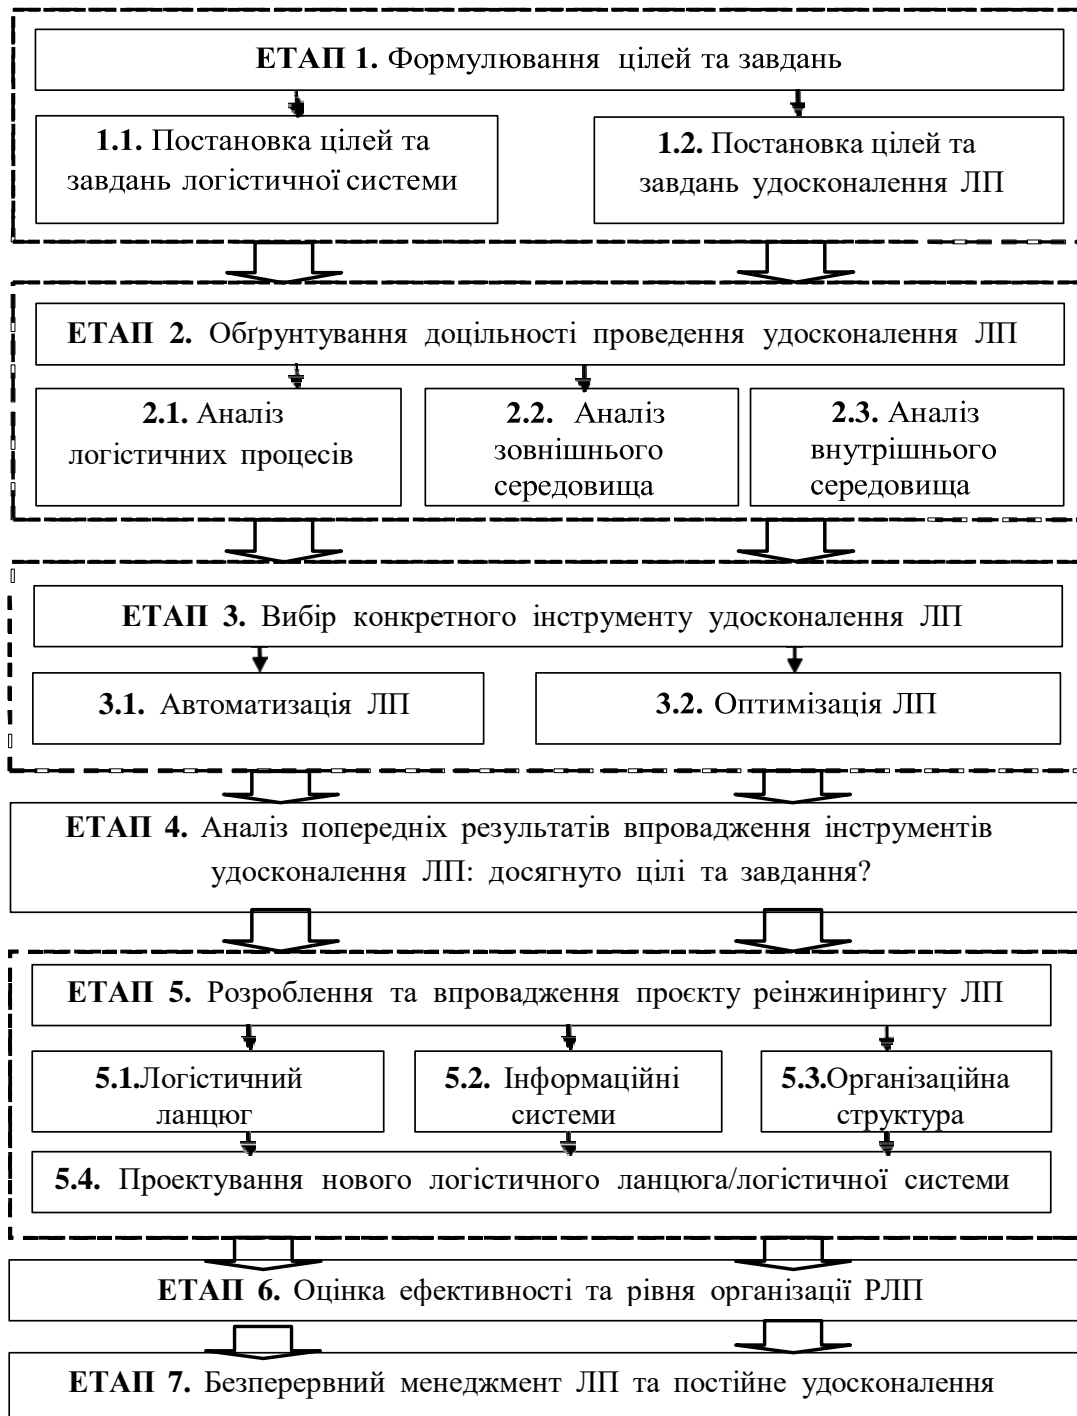 ЕТАП 1. Формулювання цілей та завдань
1.1. Постановка цілей та
завдань логістичної системи
1.2. Постановка цілей та
завдань удосконалення ЛП
ЕТАП 2. Обґрунтування доцільності проведення удосконалення ЛП
2.1. Аналіз
логістичних процесів
2.2. Аналіз
зовнішнього
середовища
2.3. Аналіз
внутрішнього
середовища
ЕТАП 3. Вибір конкретного інструменту удосконалення ЛП
3.1. Автоматизація ЛП
3.2. Оптимізація ЛП
ЕТАП 4. Аналіз попередніх результатів впровадження інструментів
удосконалення ЛП: досягнуто цілі та завдання?
ЕТАП 5. Розроблення та впровадження проєкту реінжинірингу ЛП
5.1.Логістичний
ланцюг
5.2. Інформаційні
системи
5.3.Організаційна
структура
5.4. Проектування нового логістичного ланцюга/логістичної системи
ЕТАП 6. Оцінка ефективності та рівня організації РЛП
ЕТАП 7. Безперервний менеджмент ЛП та постійне удосконалення